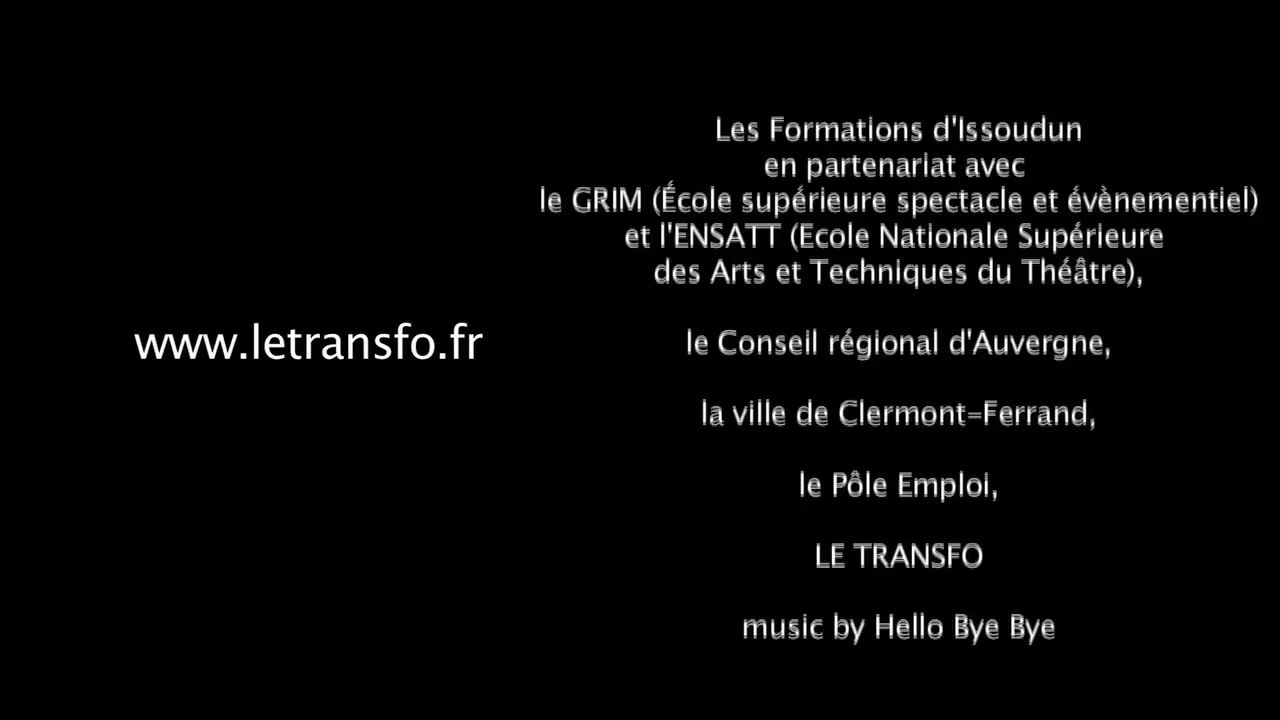 www.letransfo.fr
Les Formations d'Issoudun
en partenariat avec
le GRIM (École supérieure spectacle et évènementiel)
et l'ENSATT (Ecole Nationale Supérieure
des Arts et Techniques du Théâtre),
le Conseil régional d'Auvergne,
la ville de Clermont-Ferrand,
le Pôle Emploi,
LE TRANSFO
music by Hello Bye Bye